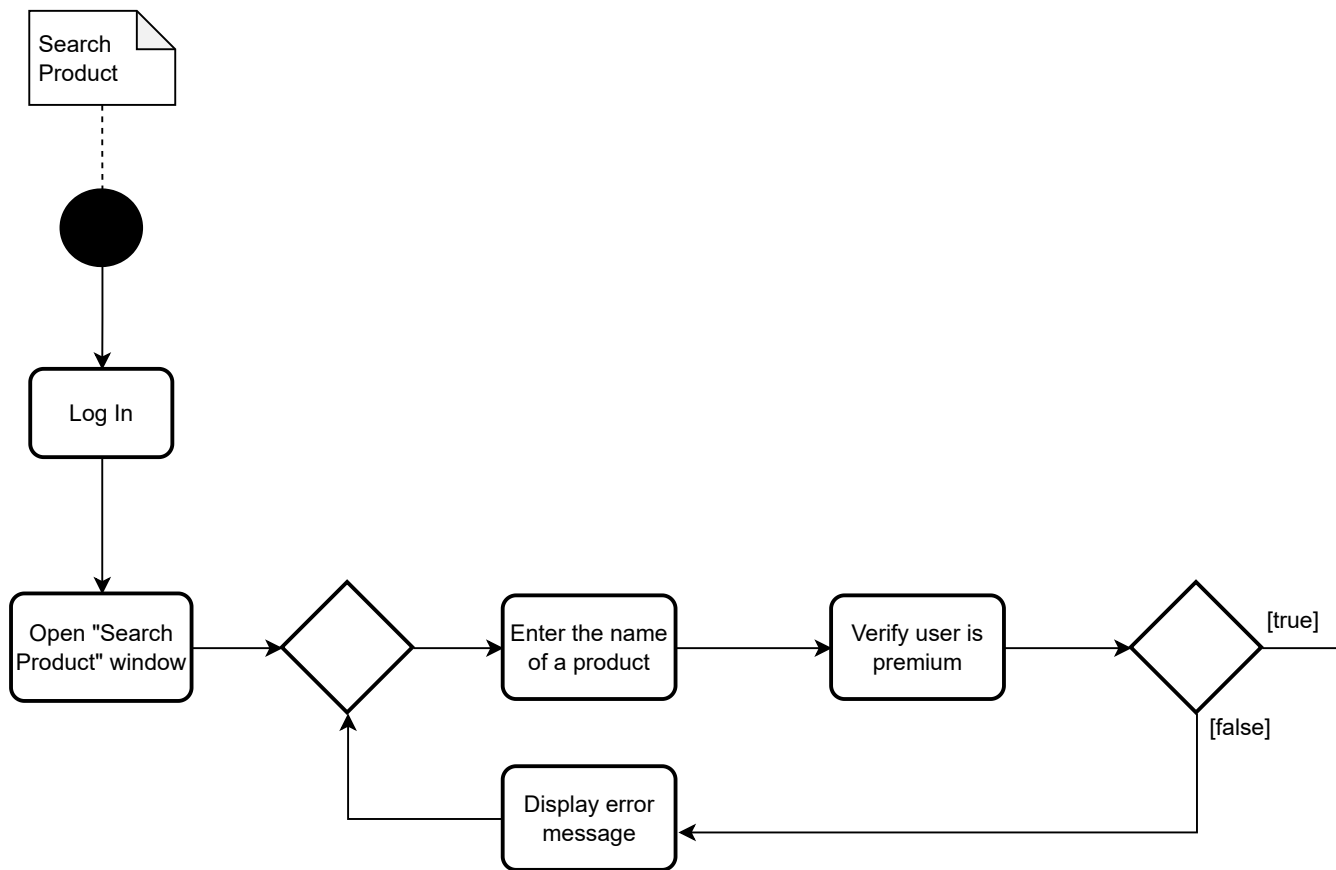 Search
Product
Log In
Open "Search
Product" window
Enter the name
of a product
Verify user is
premium
[true]
[false]
Display error
message